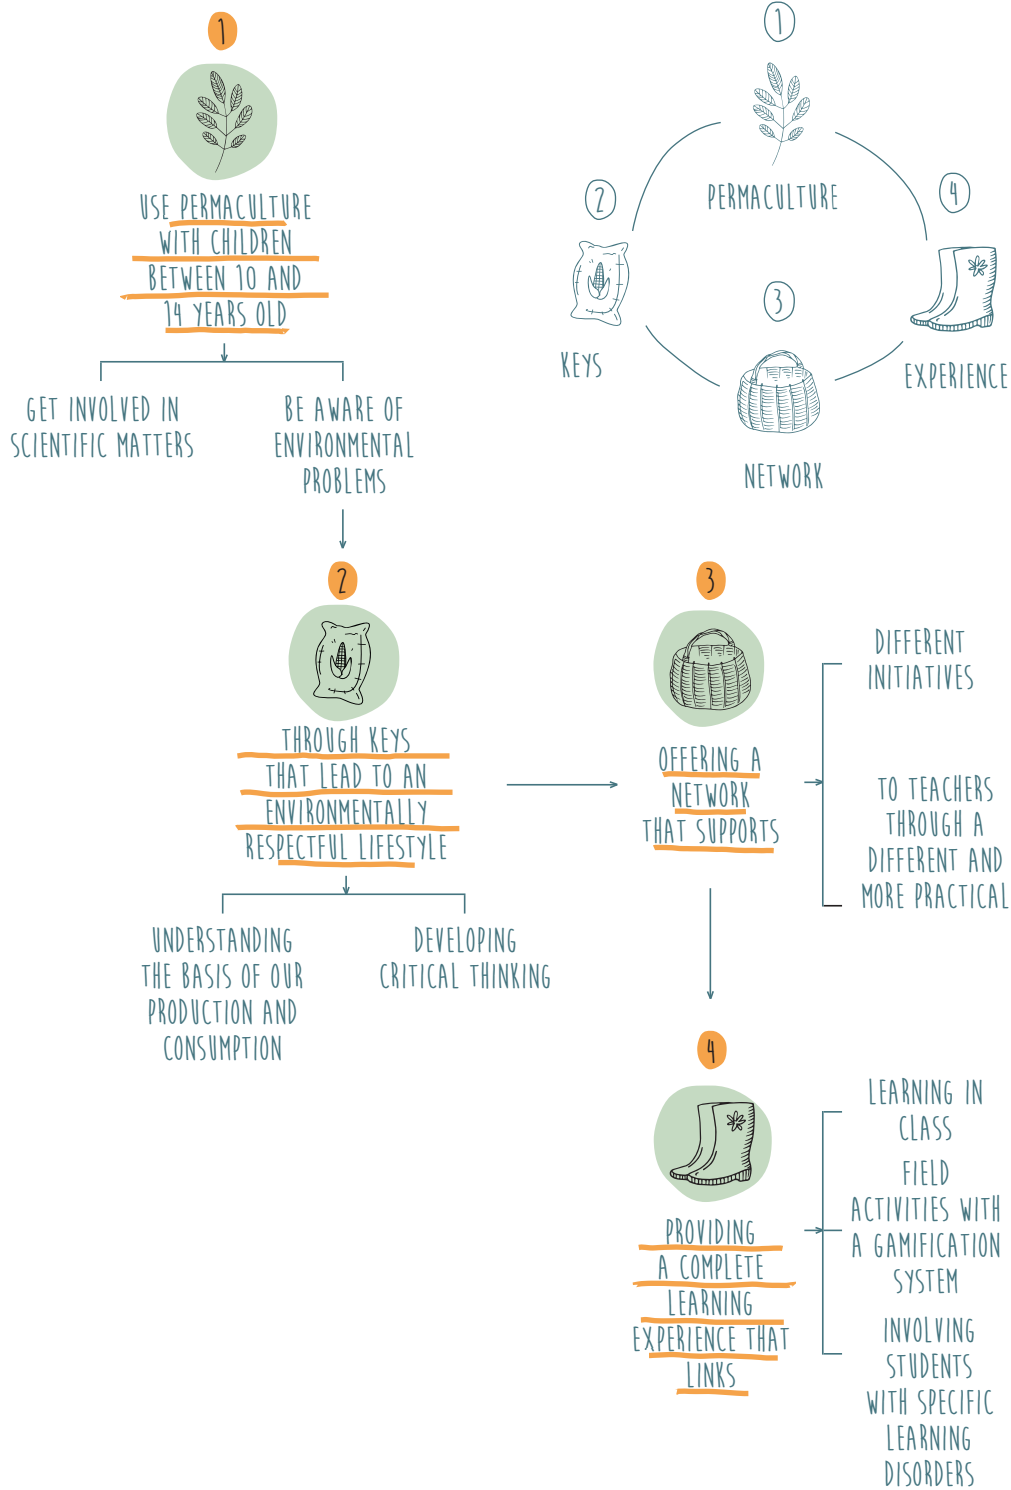 1
USE PERMACULTURE
WITH CHILDREN
BETWEEN 10 AND
14 YEARS OLD
GET INVOLVED IN
SCIENTIFIC MATTERS
BE AWARE OF
ENVIRONMENTAL
PROBLEMS
1
PERMACULTURE
2
KEYS
3
NETWORK
4
EXPERIENCE
2
THROUGH KEYS
THAT LEAD TO AN
ENVIRONMENTALLY
RESPECTFUL LIFESTYLE
UNDERSTANDING
THE BASIS OF OUR
PRODUCTION AND
CONSUMPTION
DEVELOPING
CRITICAL THINKING
3
OFFERING A
NETWORK
THAT SUPPORTS
DIFFERENT
INITIATIVES
TO TEACHERS
THROUGH A
DIFFERENT AND
MORE PRACTICAL
4
PROVIDING
A COMPLETE
LEARNING
EXPERIENCE THAT
LINKS
LEARNING IN
CLASS
FIELD
ACTIVITIES WITH
A GAMIFICATION
SYSTEM
INVOLVING
STUDENTS
WITH SPECIFIC
LEARNING
DISORDERS